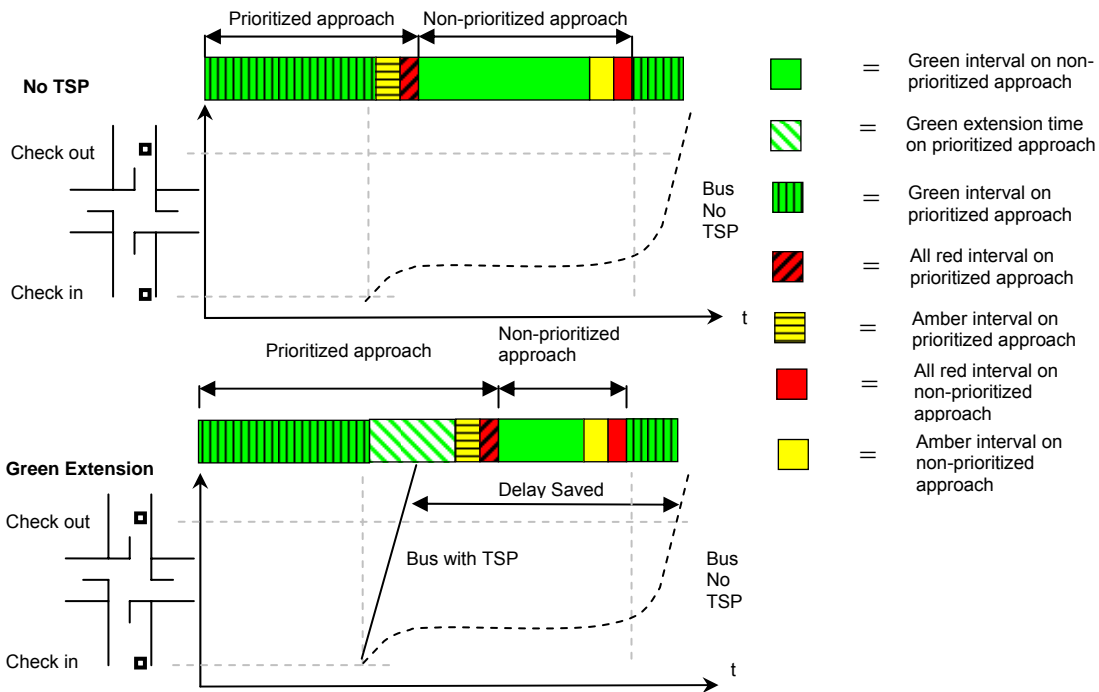 Prioritized approach
Non-prioritized approach
No TSP
Check out
Bus
No
TSP
Check in
t
Prioritized approach
Non-prioritized
approach
Green Extension
Delay Saved
Check out
Bus with TSP
Bus
No
TSP
Check in
t
= Green interval on non-
prioritized approach
= Green extension time
on prioritized approach
= Green interval on
prioritized approach
= All red interval on
prioritized approach
= Amber interval on
prioritized approach
= All red interval on
non-prioritized
approach
= Amber interval on
non-prioritized
approach